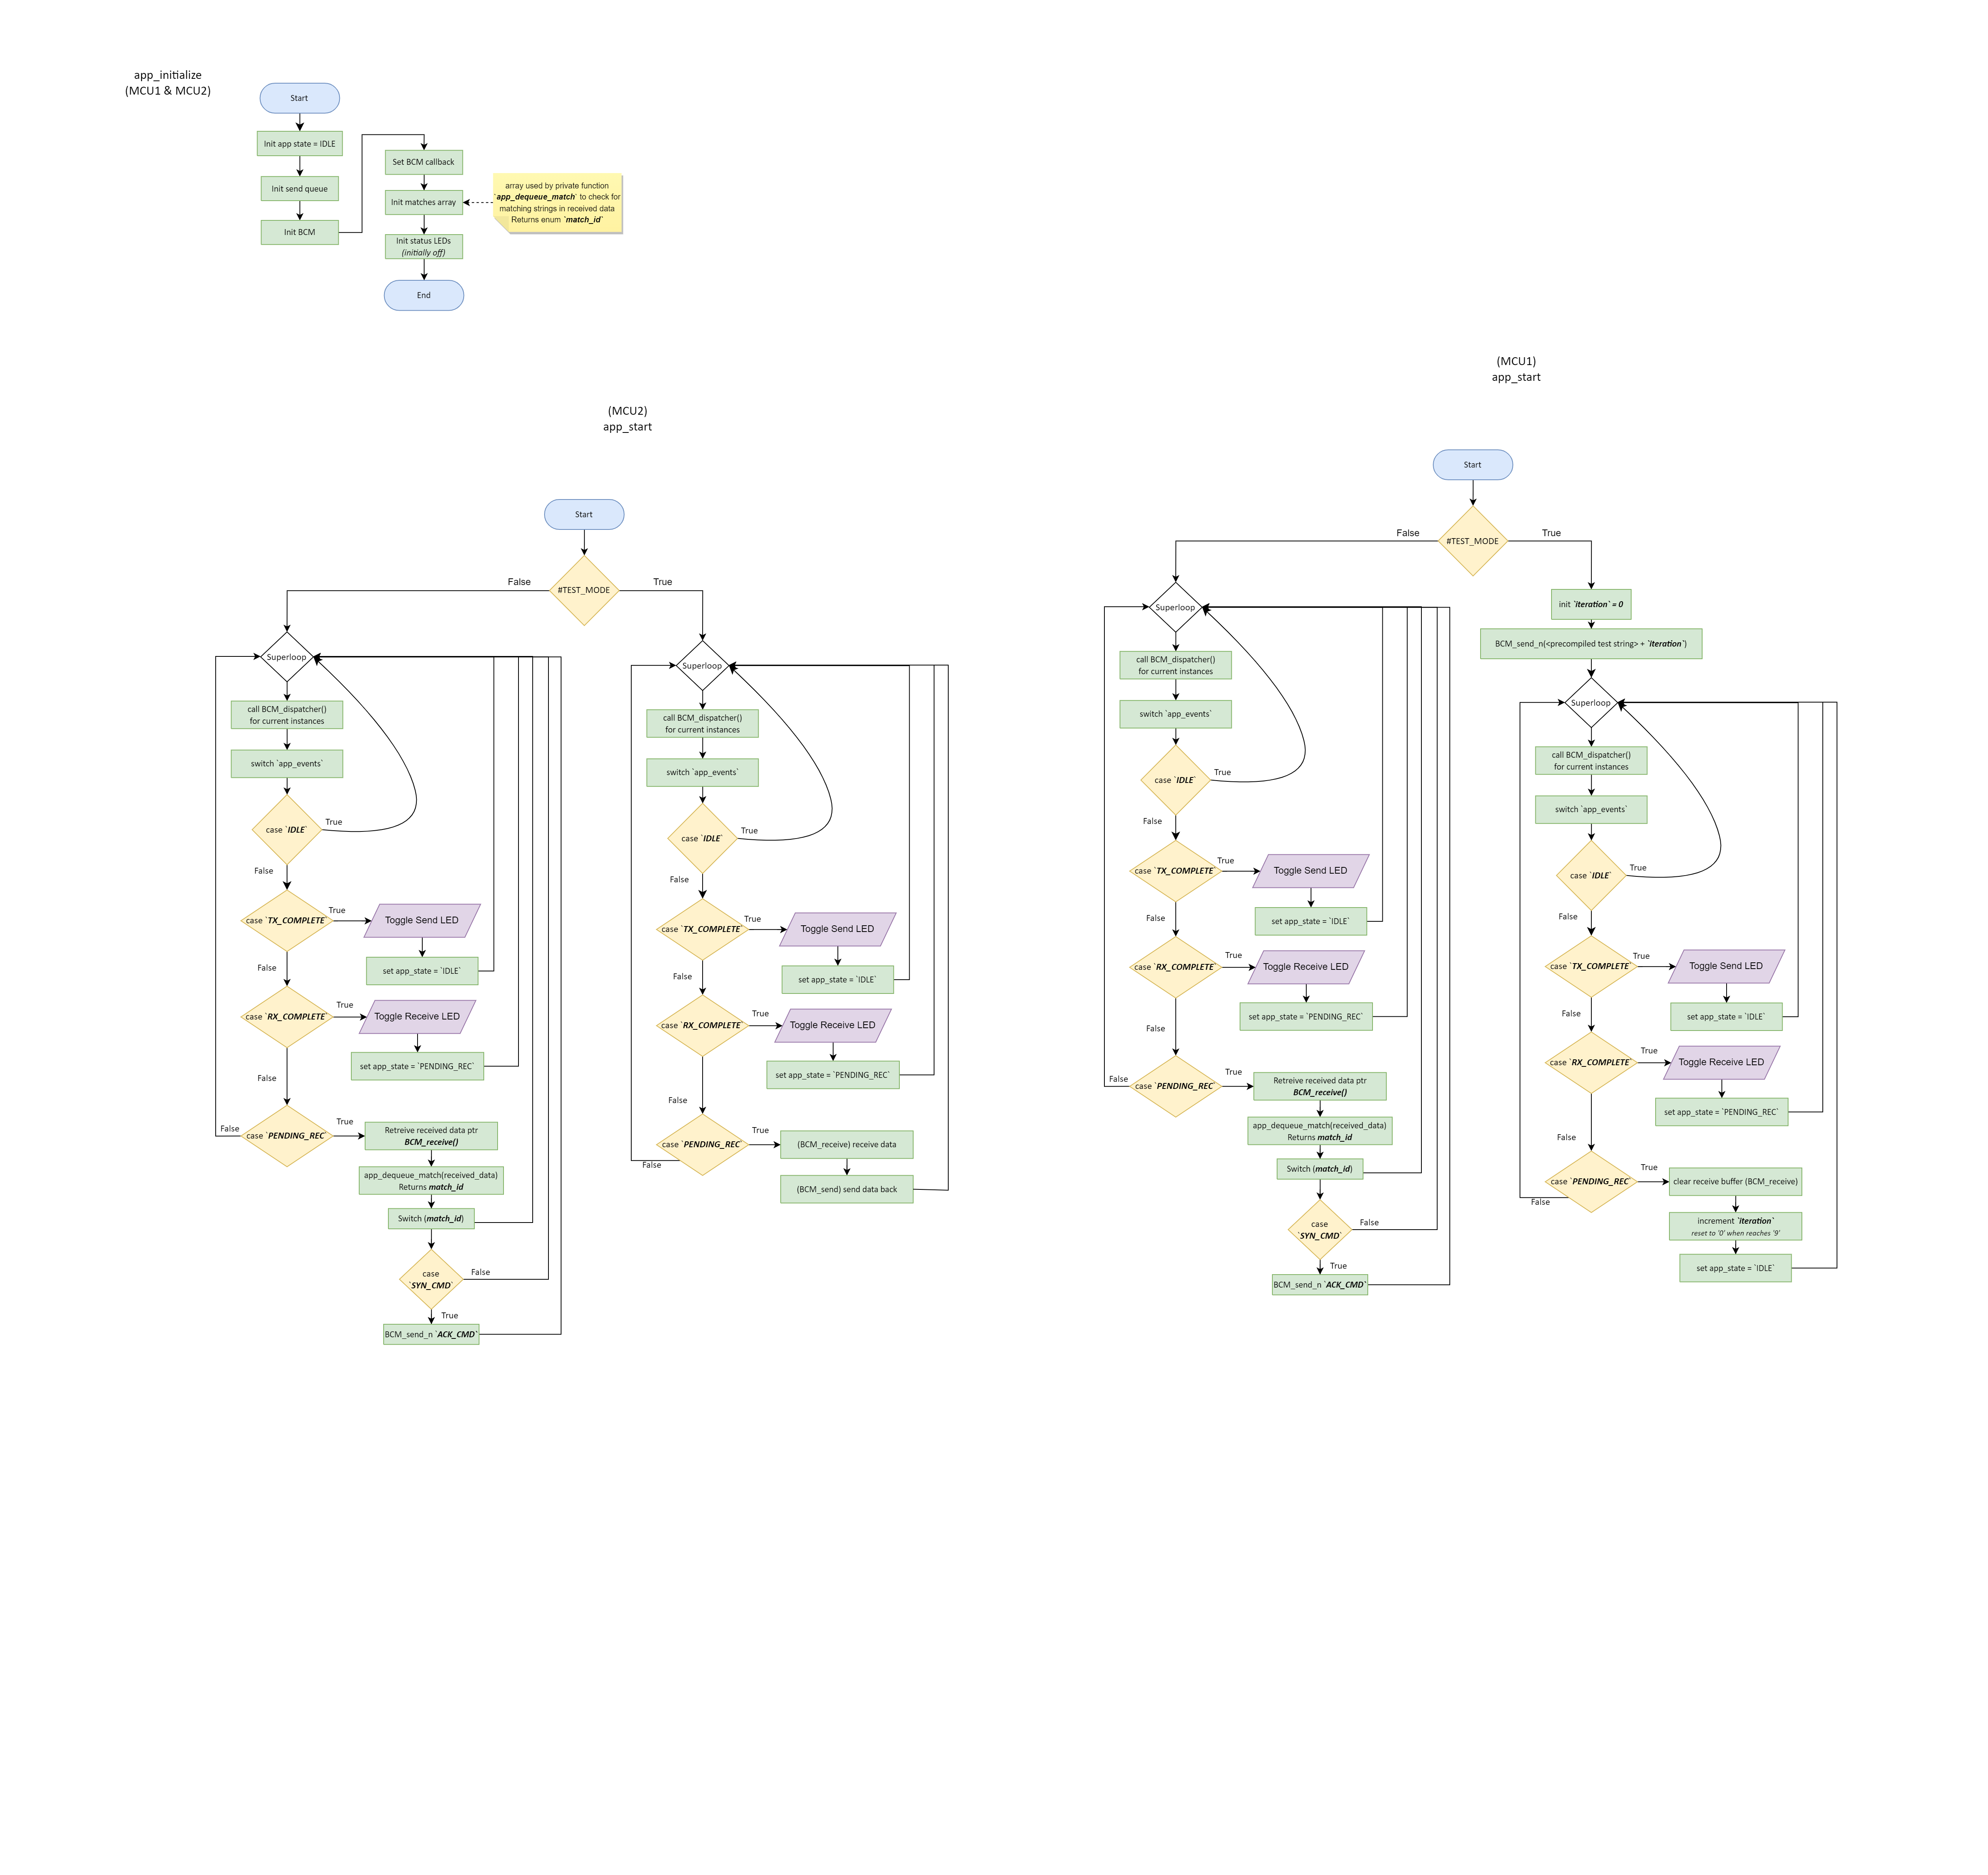 app_initialize
(MCU1 & MCU2)
Start
Init app state = IDLE
Init send queue
Init BCM
Set BCM callback
Init matches array
Init status LEDs
(initially off)
End
array used by private function
`app_dequeue_match` to check for
matching strings in received data
Returns enum `match_id`
(MCU2)
app_start
Start
#TEST_MODE
False
True
Superloop
call BCM_dispatcher()
for current instances
switch `app_events`
case `IDLE`
True
False
case `TX_COMPLETE`
True
Toggle Send LED
set app_state = `IDLE`
False
case `RX_COMPLETE`
True
Toggle Receive LED
set app_state = `PENDING_REC`
False
case `PENDING_REC`
False
True
Retreive received data ptr
BCM_receive()
app_dequeue_match(received_data)
Returns match_id
Switch (match_id)
case
`SYN_CMD`
False
True
BCM_send_n `ACK_CMD`
Superloop
call BCM_dispatcher()
for current instances
switch `app_events`
case `IDLE`
True
False
case `TX_COMPLETE`
True
Toggle Send LED
set app_state = `IDLE`
False
case `RX_COMPLETE`
True
Toggle Receive LED
set app_state = `PENDING_REC`
False
case `PENDING_REC`
False
True
(BCM_receive) receive data
(BCM_send) send data back
(MCU1)
app_start
Start
#TEST_MODE
False
True
Superloop
call BCM_dispatcher()
for current instances
switch `app_events`
case `IDLE`
True
False
case `TX_COMPLETE`
True
Toggle Send LED
set app_state = `IDLE`
False
case `RX_COMPLETE`
True
Toggle Receive LED
set app_state = `PENDING_REC`
False
case `PENDING_REC`
False
True
Retreive received data ptr
BCM_receive()
app_dequeue_match(received_data)
Returns match_id
Switch (match_id)
case
`SYN_CMD`
False
True
BCM_send_n `ACK_CMD`
init `iteration` = 0
BCM_send_n(<precompiled test string> + `iteration`)
Superloop
call BCM_dispatcher()
for current instances
switch `app_events`
case `IDLE`
True
False
case `TX_COMPLETE`
True
Toggle Send LED
set app_state = `IDLE`
False
case `RX_COMPLETE`
True
Toggle Receive LED
set app_state = `PENDING_REC`
False
case `PENDING_REC`
False
True
clear receive buffer (BCM_receive)
increment `iteration`
reset to '0' when reaches '9'
set app_state = `IDLE`